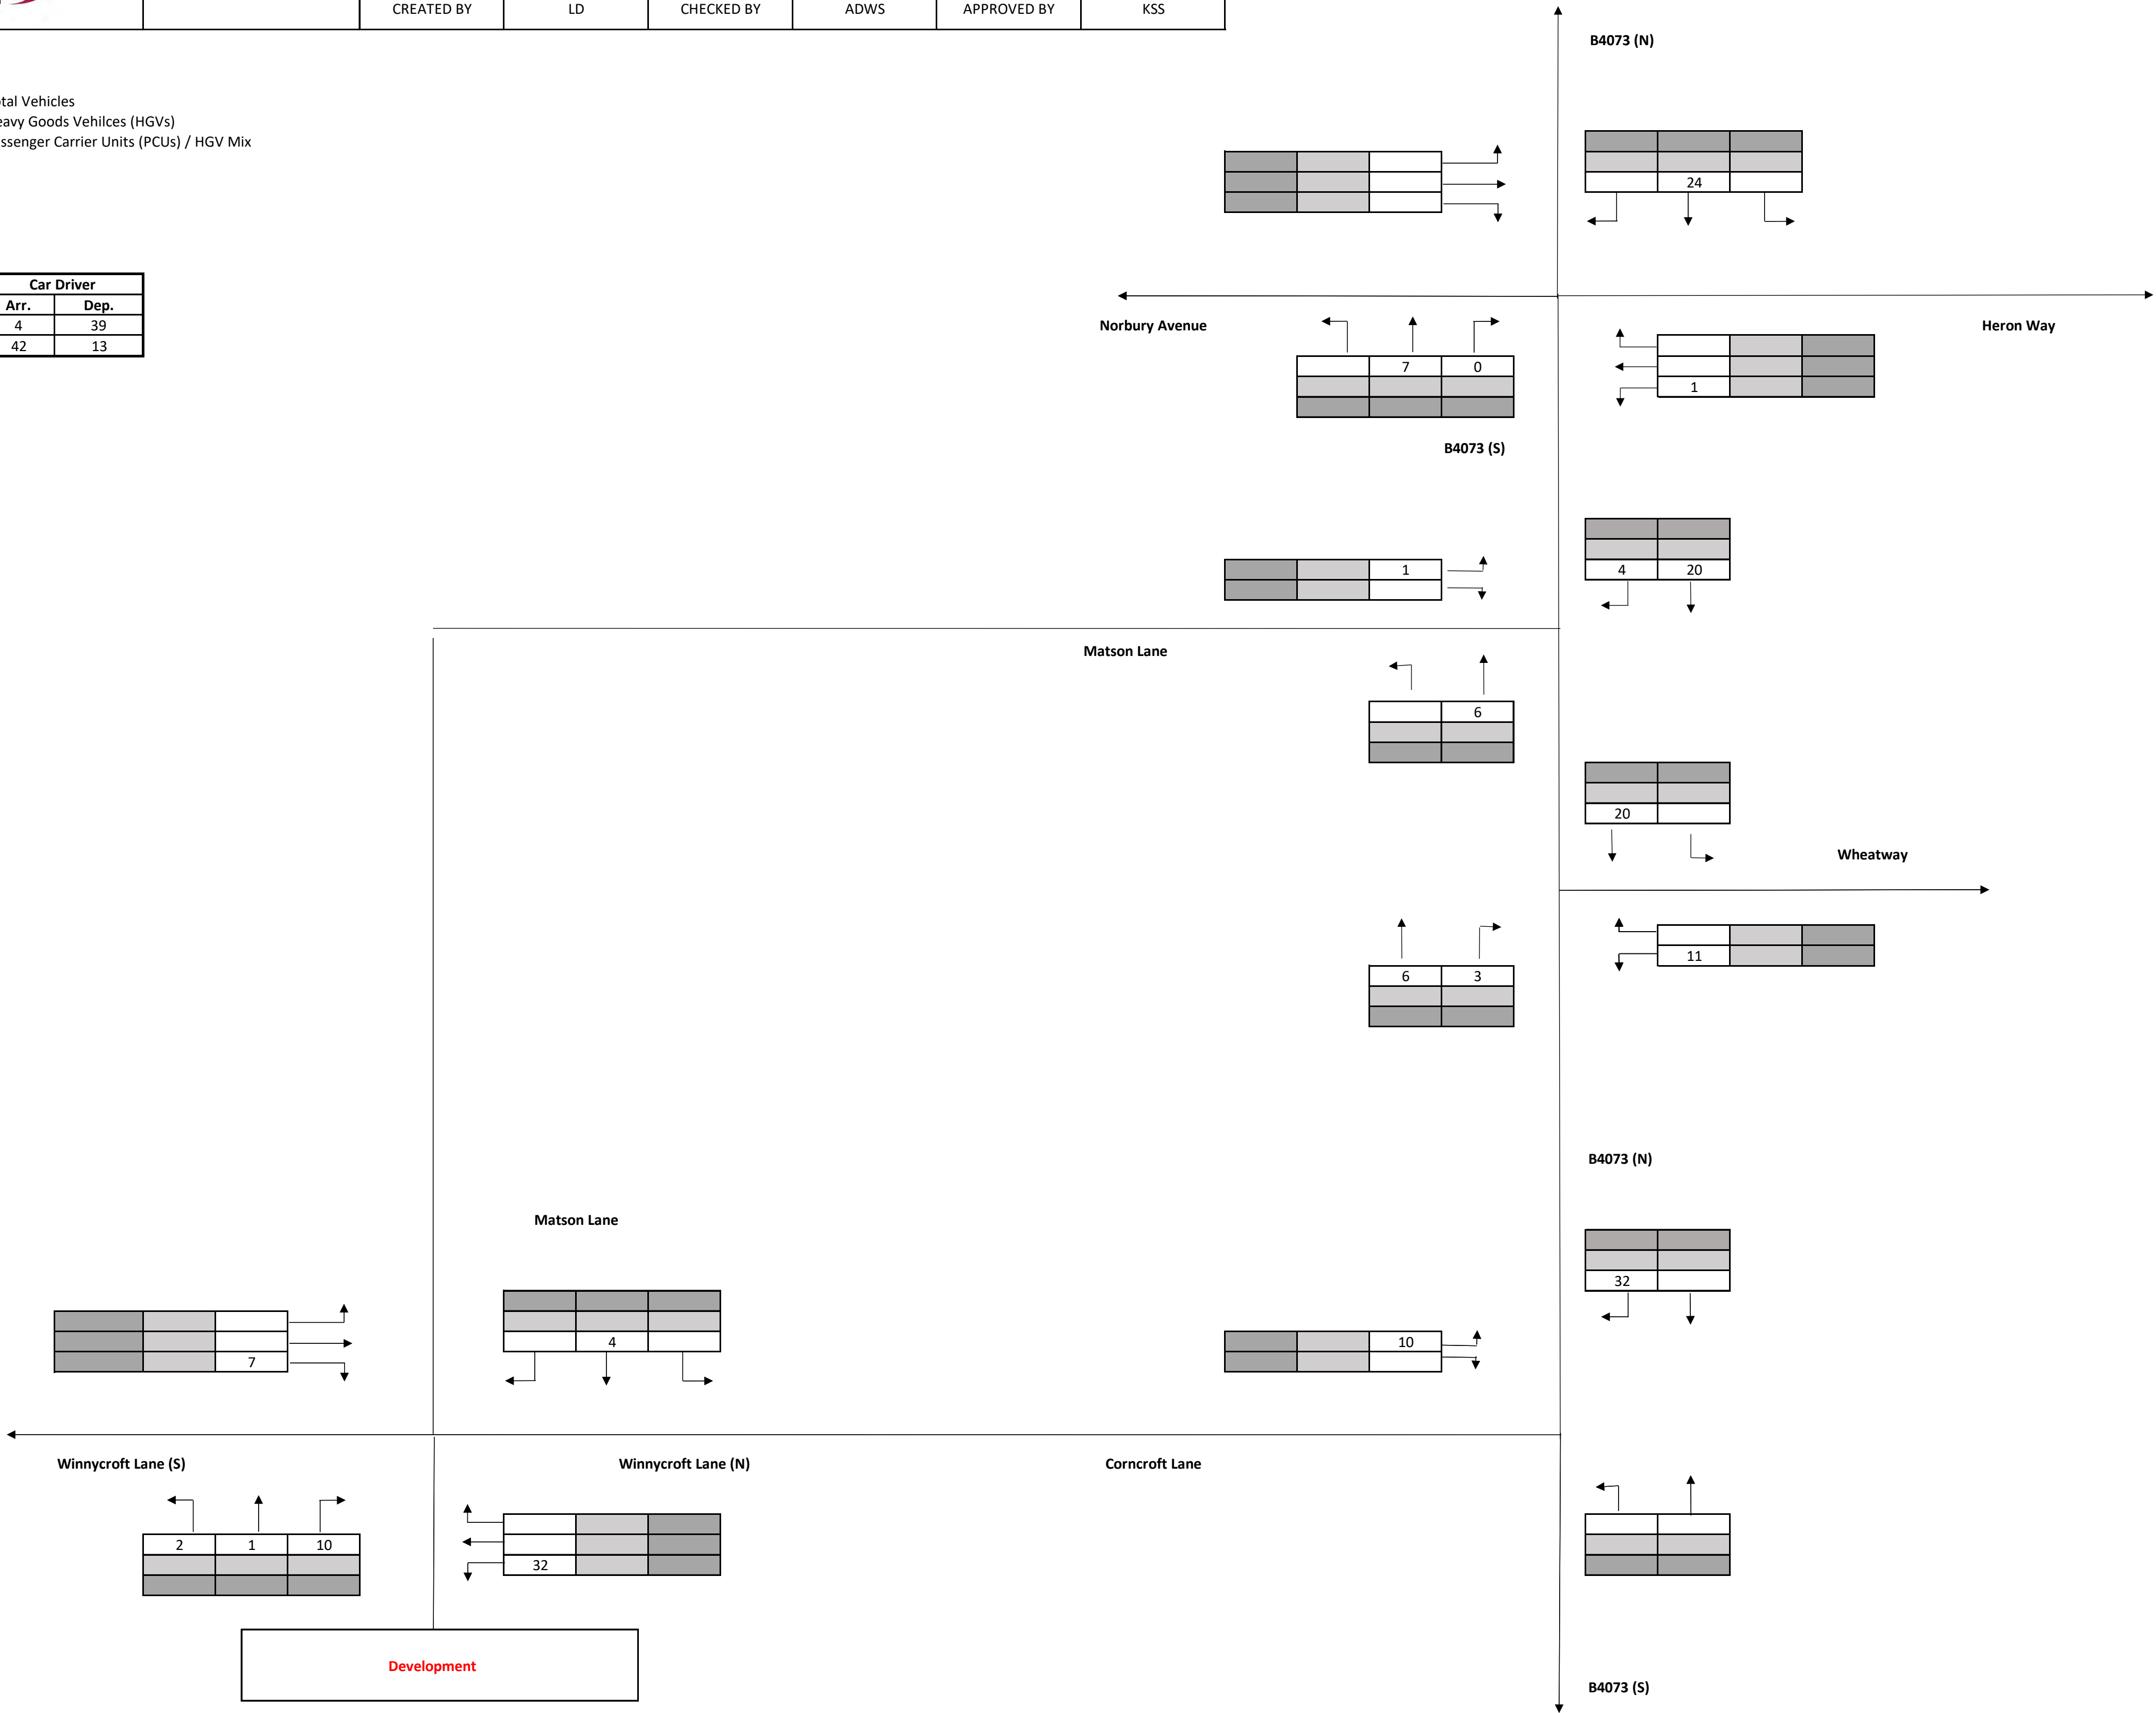 CREATED BY LD CHECKED BY ADWS APPROVED BY KSS
B4073 (N)
otal Vehicles
eavy Goods Vehilces (HGVs)
ssenger Carrier Units (PCUs) / HGV Mix
24
Car Driver
Arr. Dep.
4 39
42 13
Norbury Avenue
Heron Way
7 0
1
B4073 (S)
1
4 20
Matson Lane
6
20
Wheatway
11
6 3
B4073 (N)
Matson Lane
32
4
10
7
Winnycroft Lane (S)
Winnycroft Lane (N)
Corncroft Lane
2 1 10
32
Development
B4073 (S)